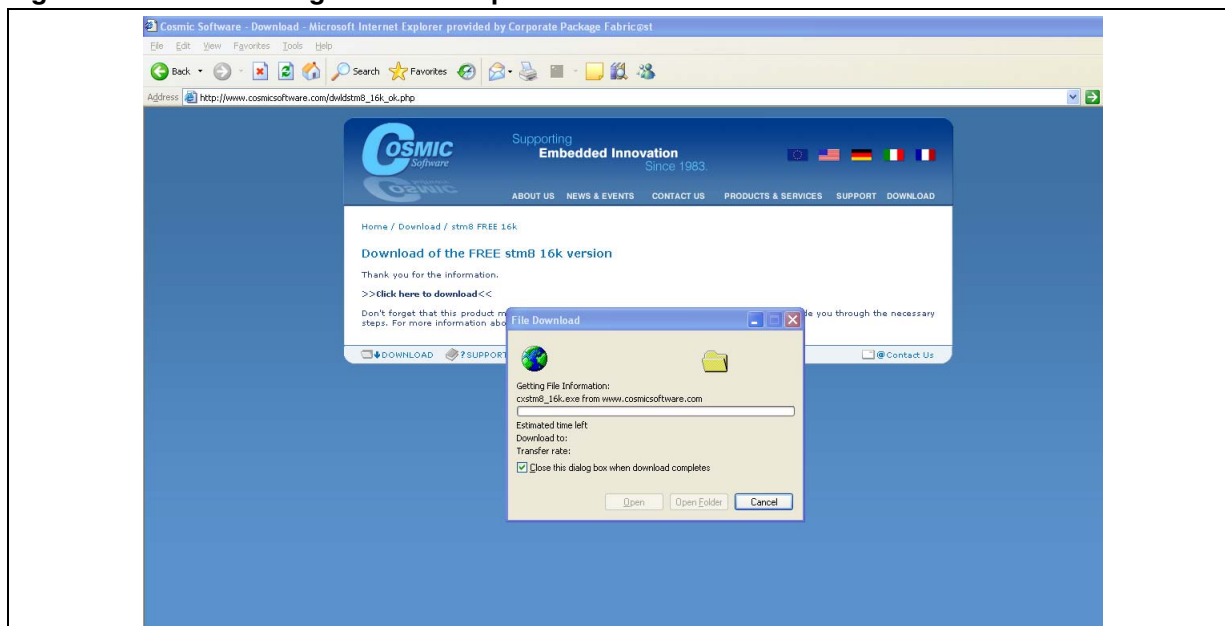 Cosmic Software - Download - Microsoft Internet Explorer provided by Corporate Package Fabric@st
File Edit View Favorites Tools Help
Back Search Favorites
Address http://www.cosmicsoftware.com/dwldstm8_16k_ok.php
COSMIC
Software
Supporting
Embedded Innovation
Since 1983.
ABOUT US NEWS & EVENTS CONTACT US PRODUCTS & SERVICES SUPPORT DOWNLOAD
Home / Download / stm8 FREE 16k
Download of the FREE stm8 16k version
Thank you for the information.
>>Click here to download<<
Don't forget that this product you through the necessary
steps. For more information
DOWNLOAD ? SUPPORT @ Contact Us
File Download
Getting File Information:
cxstm8_16k.exe from www.cosmicsoftware.com
Estimated time left
Download to:
Transfer rate:
Close this dialog box when download completes
Open Open Folder Cancel